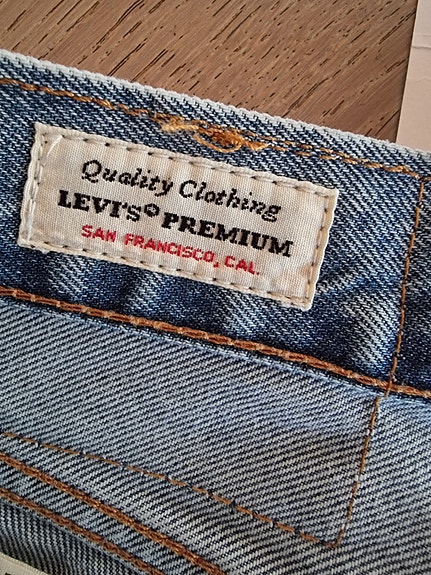 Quality Clothing
LEVI'S® PREMIUM
SAN FRANCISCO, CAL.